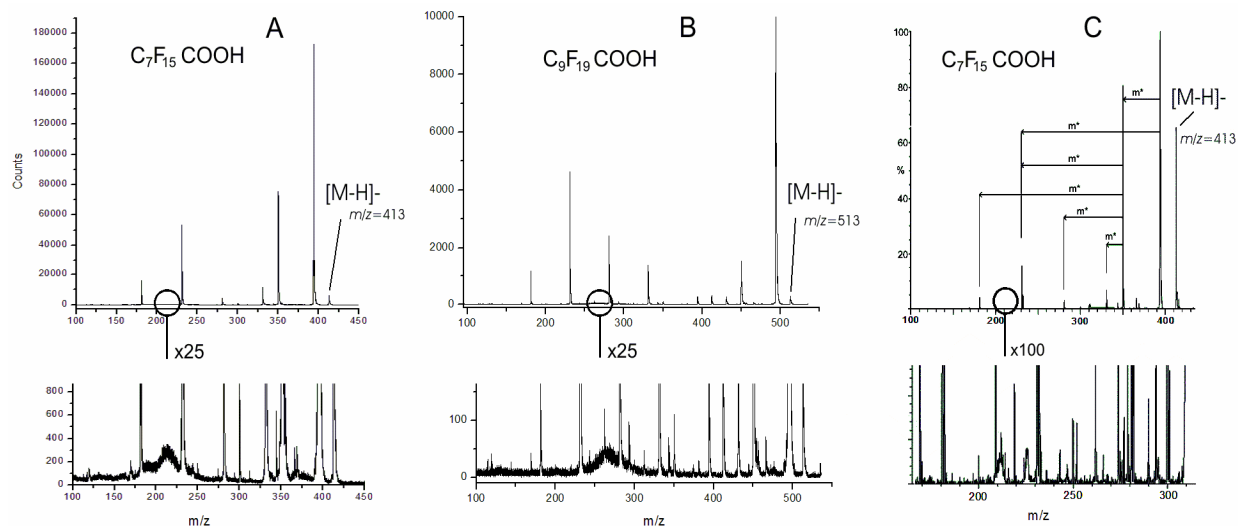 A
C7F15 COOH
180000
160000
140000
120000
100000
80000
60000
40000
20000
0
Counts
[M-H]-
m/z=413
100 150 200 250 300 350 400 450
x25
800
600
400
200
0
100 150 200 250 300 350 400 450
m/z
B
C9F19 COOH
10000
8000
6000
4000
2000
0
[M-H]-
m/z=513
100 200 300 400 500
x25
100
0
100 200 300 400 500
m/z
C
C7F15 COOH
100
80
60
%
40
20
[M-H]-
m/z=413
m*
m*
m*
m*
m*
m*
100 200 300 400
x100
200 250 300
m/z